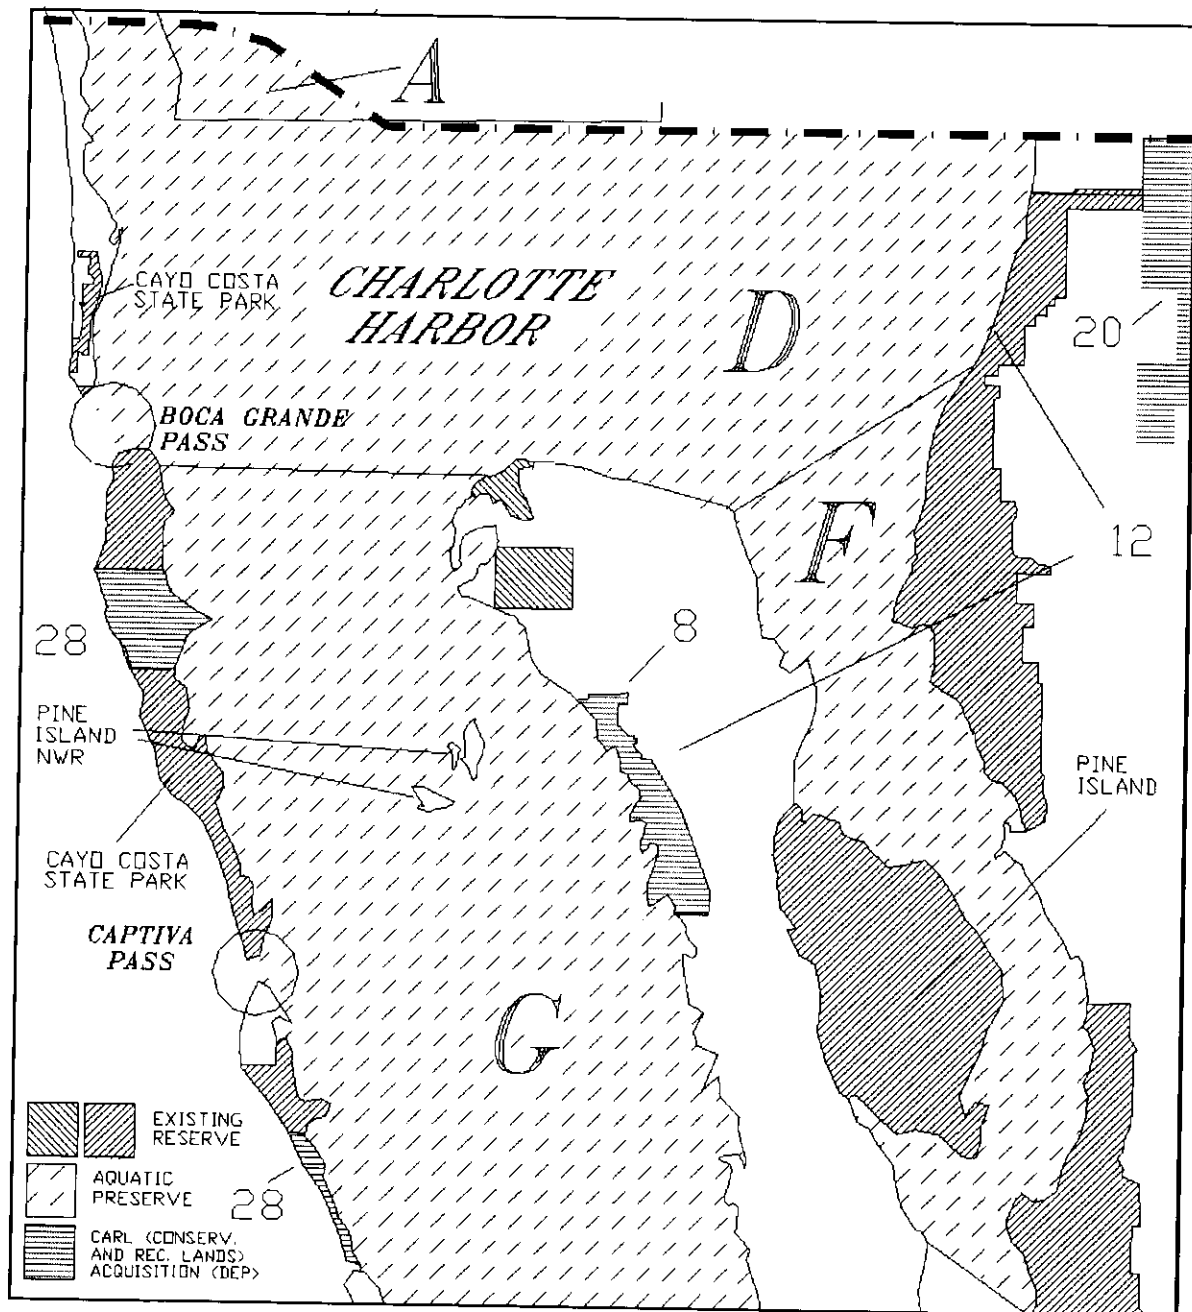 A
CAYO COSTA
STATE PARK
CHARLOTTE
HARBOR
D
20
BOCA GRANDE
PASS
F
12
28
8
PINE
ISLAND
NWR
PINE
ISLAND
CAYO COSTA
STATE PARK
CAPTIVA
PASS
G
EXISTING
RESERVE
AQUATIC
PRESERVE
28
CARL (CONSERV.
AND REC. LANDS)
ACQUISITION (DEP)